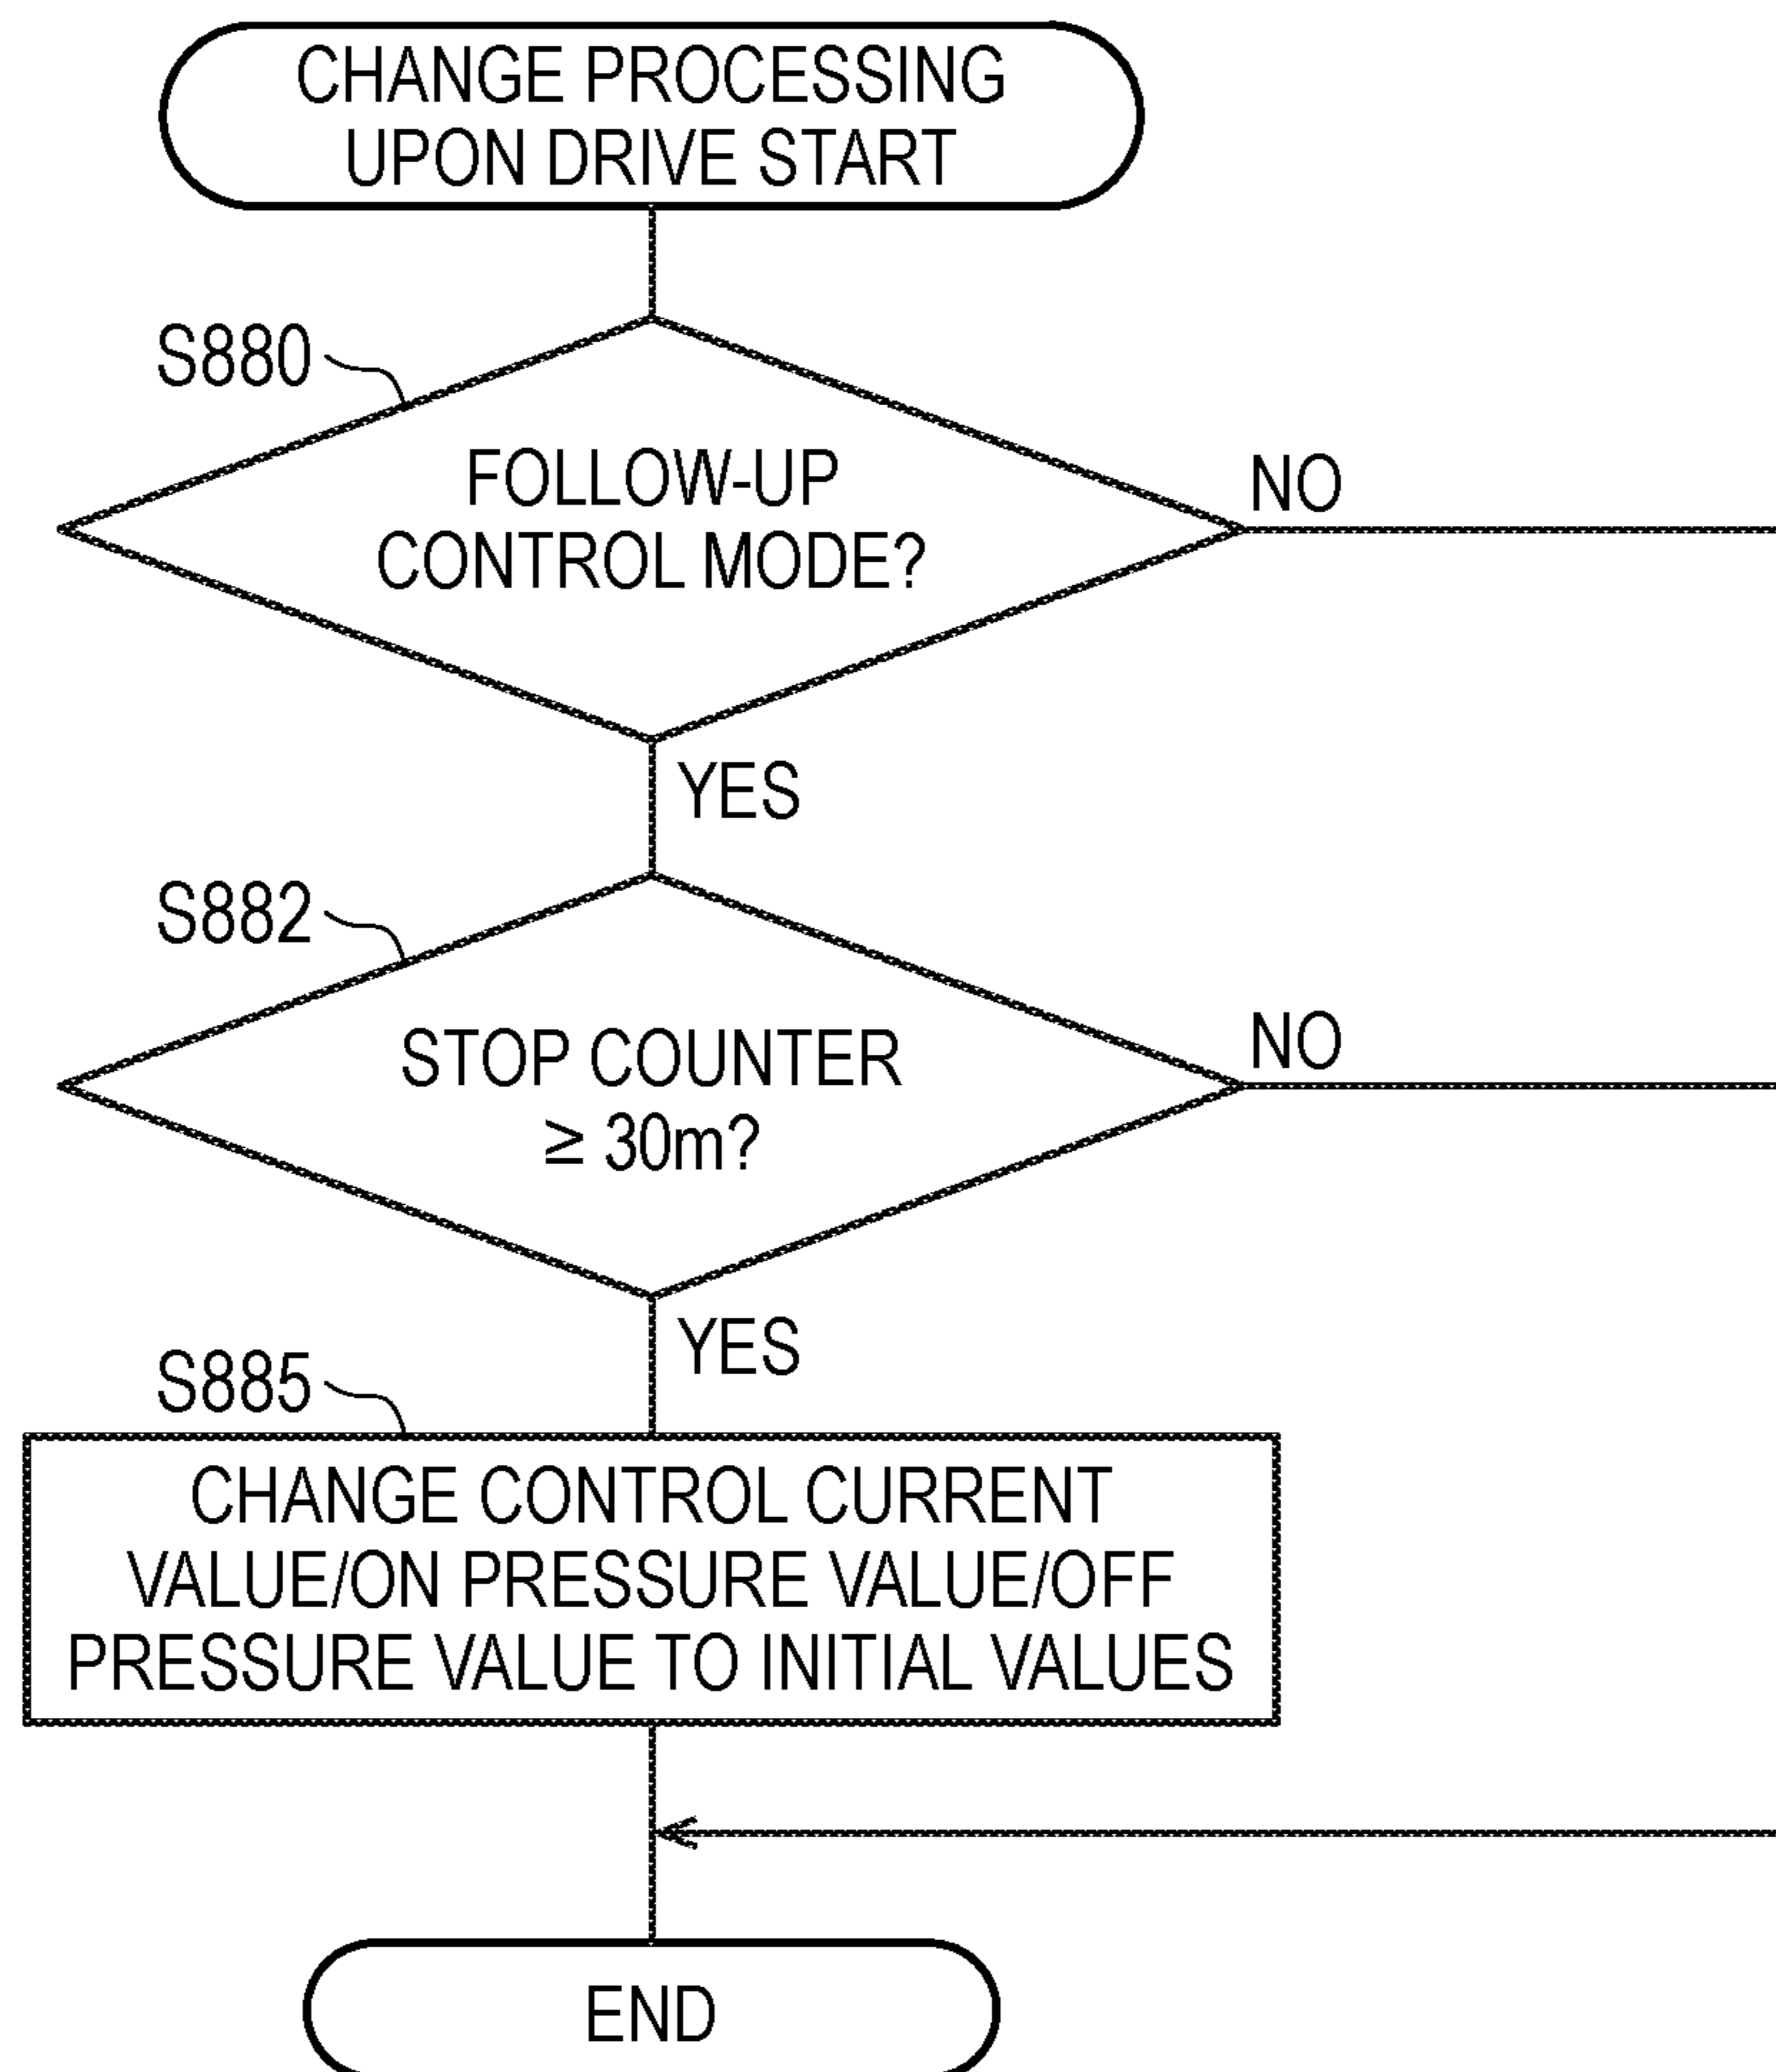 CHANGE PROCESSING
UPON DRIVE START
S880
FOLLOW-UP
CONTROL MODE?
NO
YES
S882
STOP COUNTER
≥ 30m?
NO
YES
S885
CHANGE CONTROL CURRENT
VALUE/ON PRESSURE VALUE/OFF
PRESSURE VALUE TO INITIAL VALUES
END